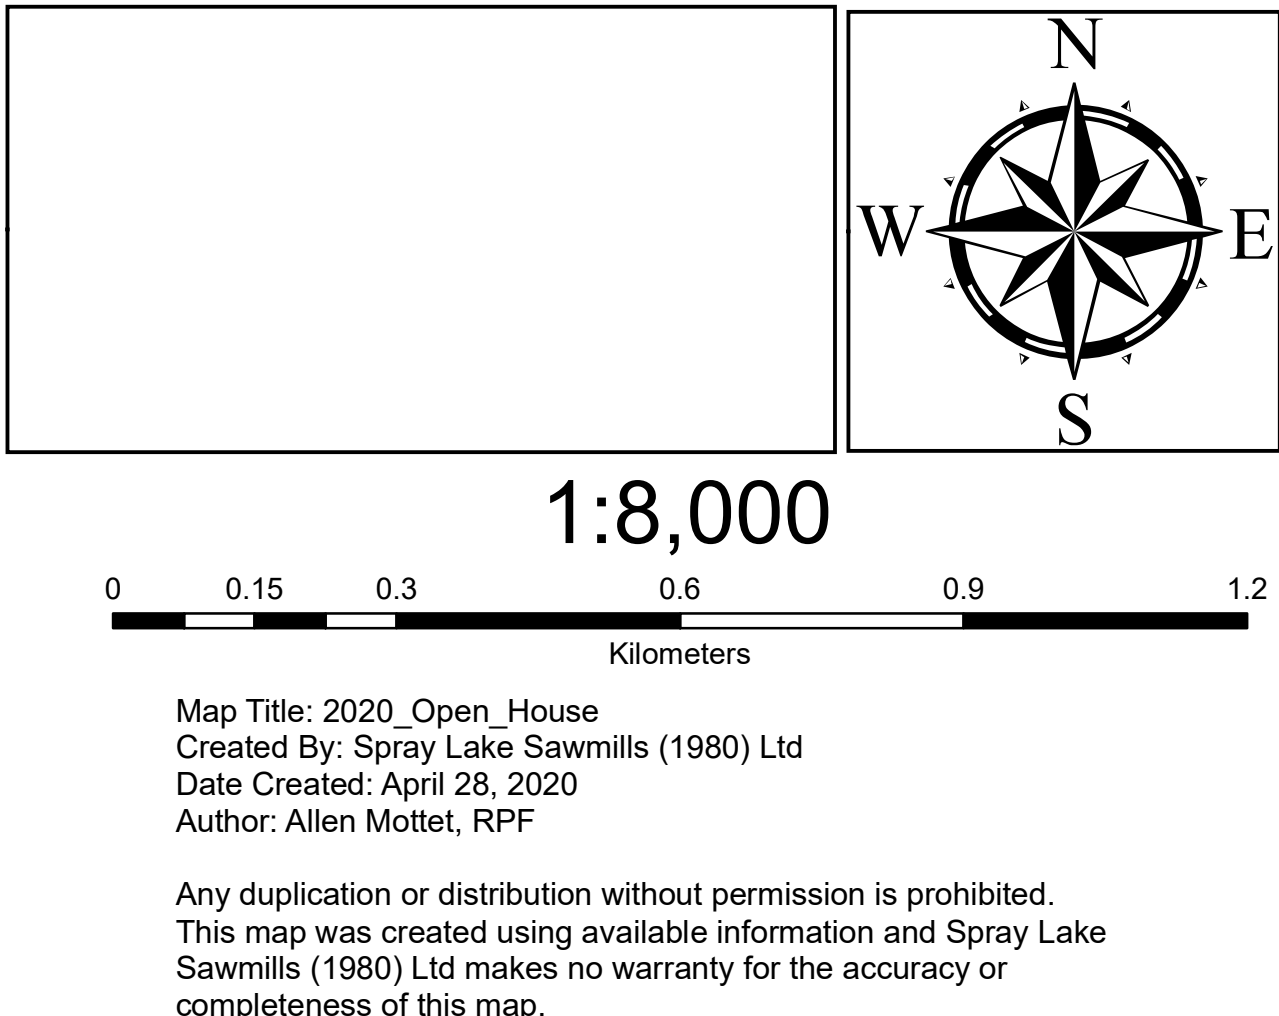 N
W
E
S
1:8,000
0 0.15 0.3 0.6 0.9 1.2
Kilometers
Map Title: 2020_Open_House
Created By: Spray Lake Sawmills (1980) Ltd
Date Created: April 28, 2020
Author: Allen Mottet, RPF
Any duplication or distribution without permission is prohibited.
This map was created using available information and Spray Lake
Sawmills (1980) Ltd makes no warranty for the accuracy or
completeness of this map.